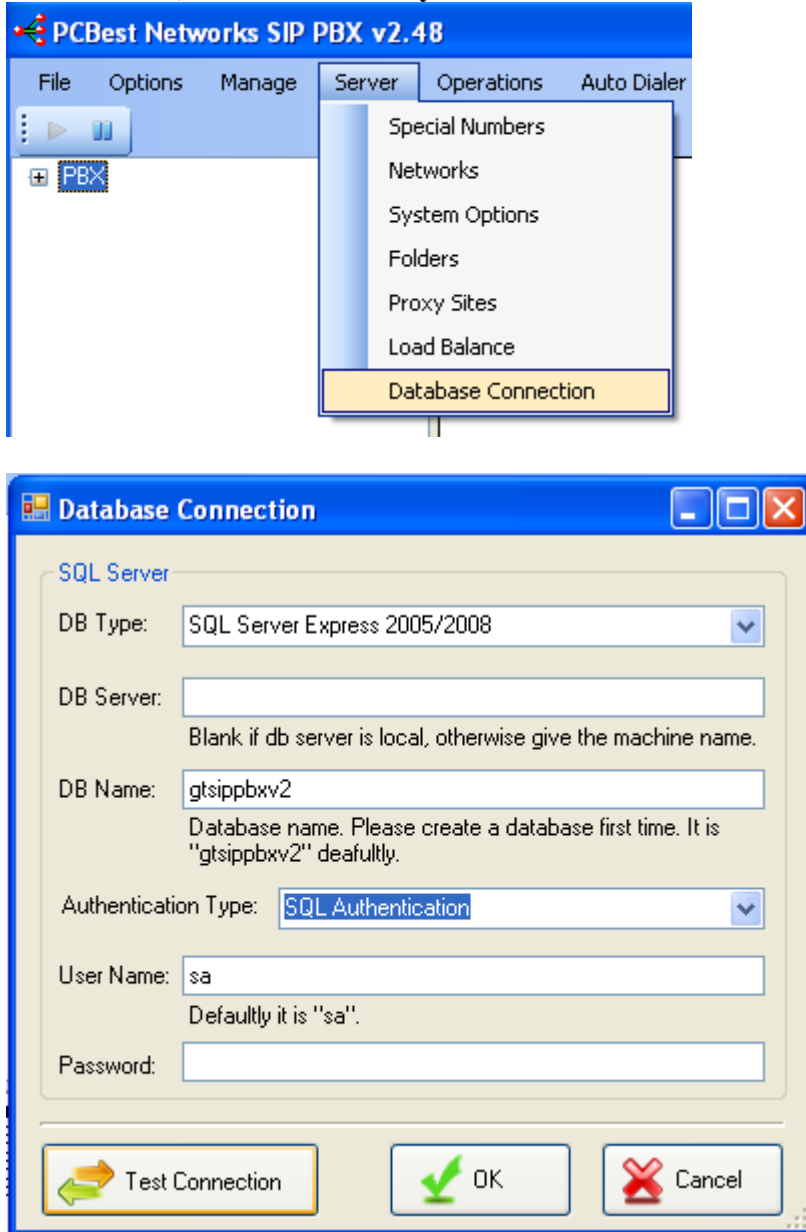 PCBest Networks SIP PBX v2.48
File Options Manage Server Operations Auto Dialer
Special Numbers
PBX
Networks
System Options
Folders
Proxy Sites
Load Balance
Database Connection
Database Connection
SQL Server
DB Type: SQL Server Express 2005/2008
DB Server:
Blank if db server is local, otherwise give the machine name.
DB Name: gtsippbxv2
Database name. Please create a database first time. It is
"gtsippbxv2" deafultly.
Authentication Type: SQL Authentication
User Name: sa
Defaultly it is "sa".
Password:
Test Connection OK Cancel